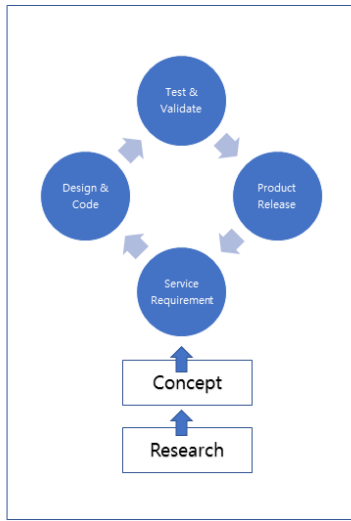 Test &
Validate
Design &
Code
Product
Release
Service
Requirement
Concept
Research